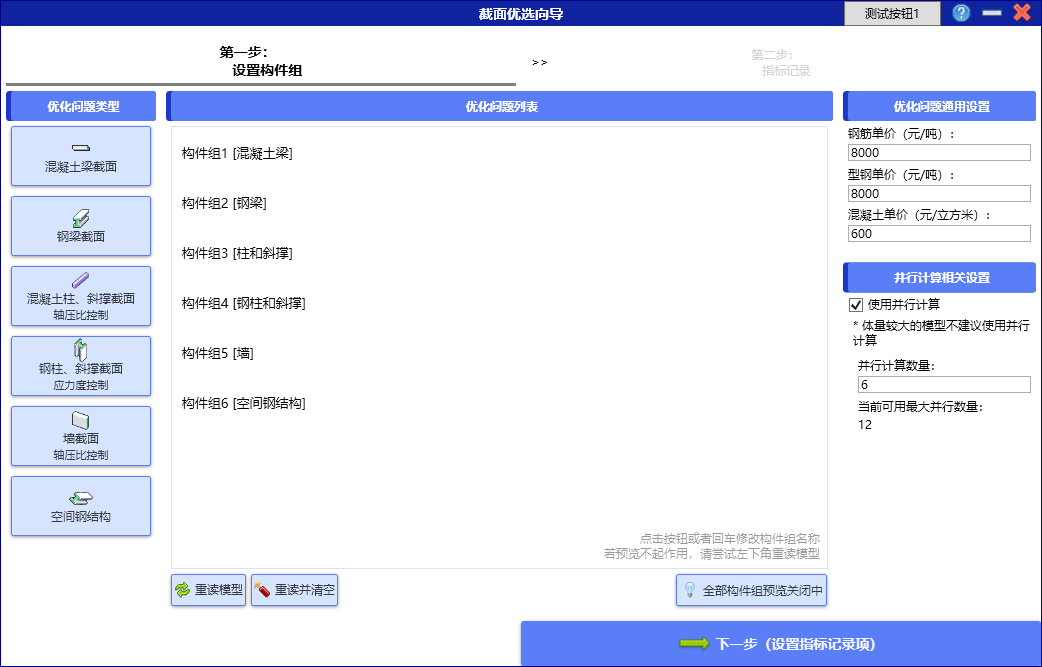 截面优选向导
测试按钮1
第一步：
设置构件组
>>
第二步：
指标记录
优化问题类型
混凝土梁截面
钢梁截面
混凝土柱、斜撑截面
轴压比控制
钢柱、斜撑截面
应力度控制
墙截面
轴压比控制
空间钢结构
优化问题列表
构件组1 [混凝土梁]
构件组2 [钢梁]
构件组3 [柱和斜撑]
构件组4 [钢柱和斜撑]
构件组5 [墙]
构件组6 [空间钢结构]
点击按钮或者回车修改构件组名称
若预览不起作用，请尝试左下角重读模型
重读模型
重读并清空
全部构件组预览关闭中
优化问题通用设置
钢筋单价（元/吨）：
8000
型钢单价（元/吨）：
8000
混凝土单价（元/立方米）：
600
并行计算相关设置
使用并行计算
* 体量较大的模型不建议使用并行
计算
并行计算数量:
6
当前可用最大并行数量:
12
下一步（设置指标记录项）